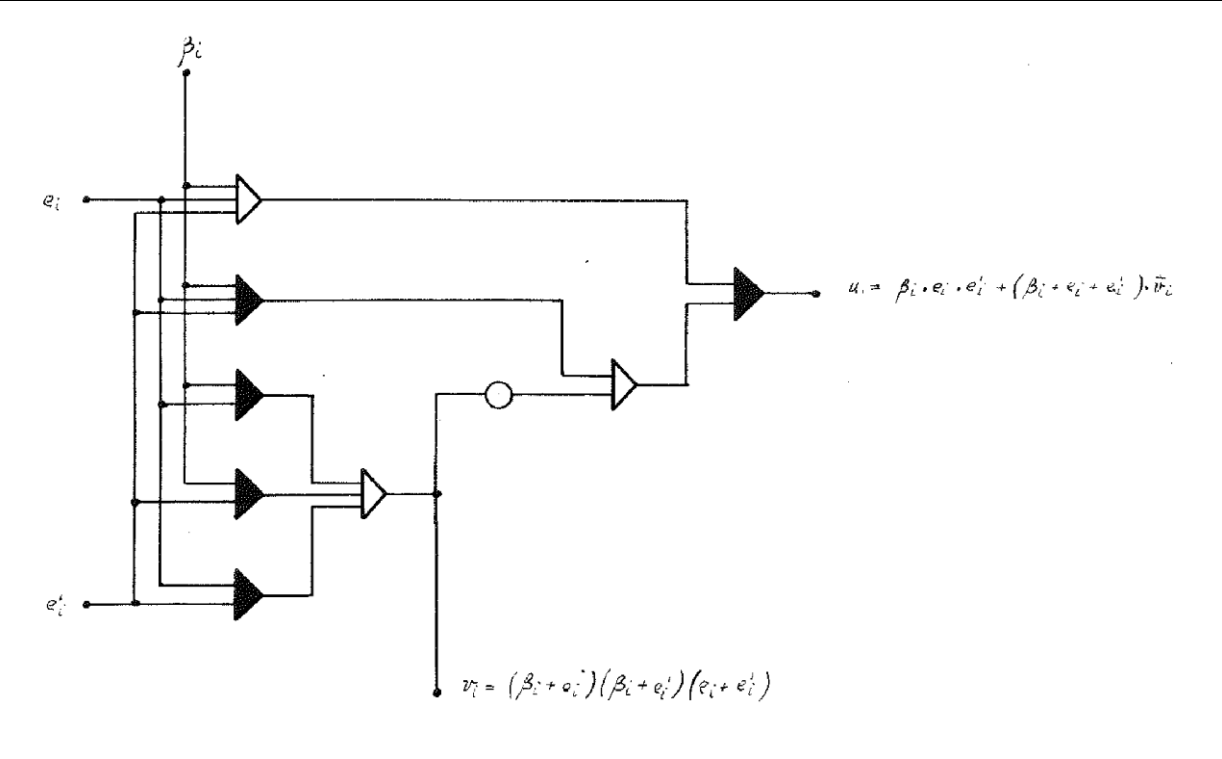 βi
ei
ui = βi · ei · e'i + (βi + ei + e'i) · v̄i
e'i
vi = (βi + ei)(βi + e'i)(ei + e'i)